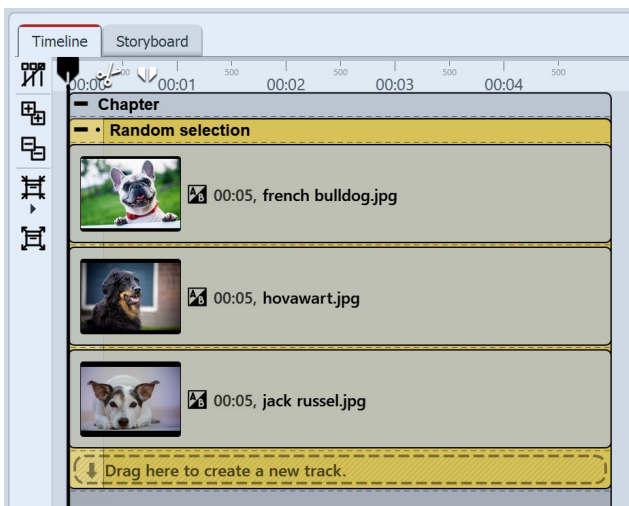 Timeline Storyboard
500 500 500 500 500
00:00 00:01 00:02 00:03 00:04
Chapter
Random selection
A/B 00:05, french bulldog.jpg
A/B 00:05, hovawart.jpg
A/B 00:05, jack russel.jpg
Drag here to create a new track.